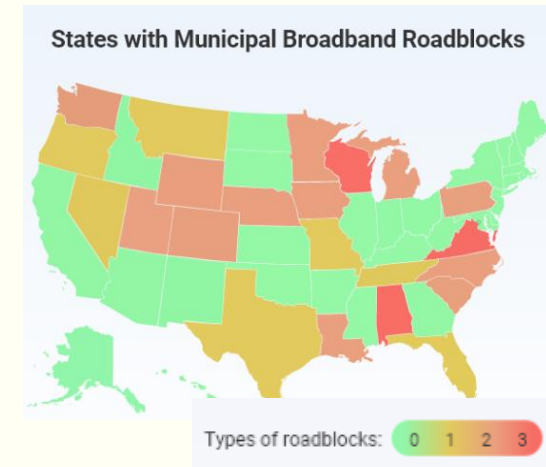 States with Municipal Broadband Roadblocks
Types of roadblocks: 0 1 2 3